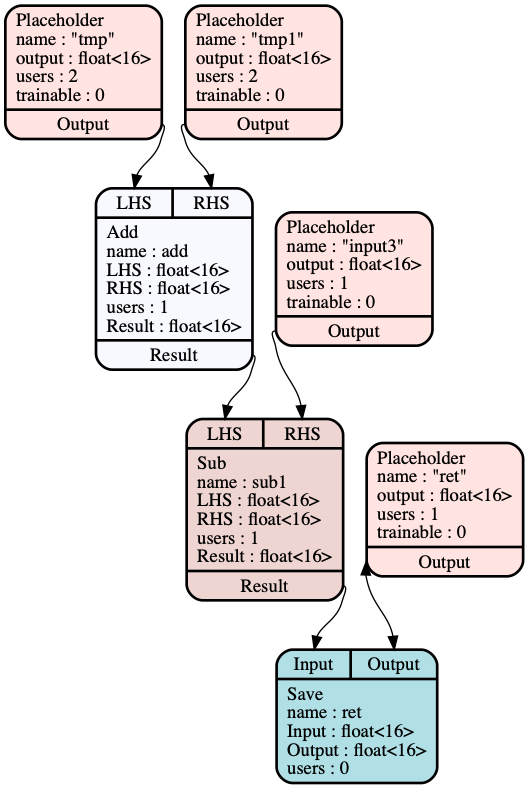 Placeholder
name : "tmp"
output : float<16>
users : 2
trainable : 0
Output
Placeholder
name : "tmp1"
output : float<16>
users : 2
trainable : 0
Output
LHS
RHS
Add
name : add
LHS : float<16>
RHS : float<16>
users : 1
Result : float<16>
Result
Placeholder
name : "input3"
output : float<16>
users : 1
trainable : 0
Output
LHS
RHS
Sub
name : sub1
LHS : float<16>
RHS : float<16>
users : 1
Result : float<16>
Result
Placeholder
name : "ret"
output : float<16>
users : 1
trainable : 0
Output
Input
Output
Save
name : ret
Input : float<16>
Output : float<16>
users : 0